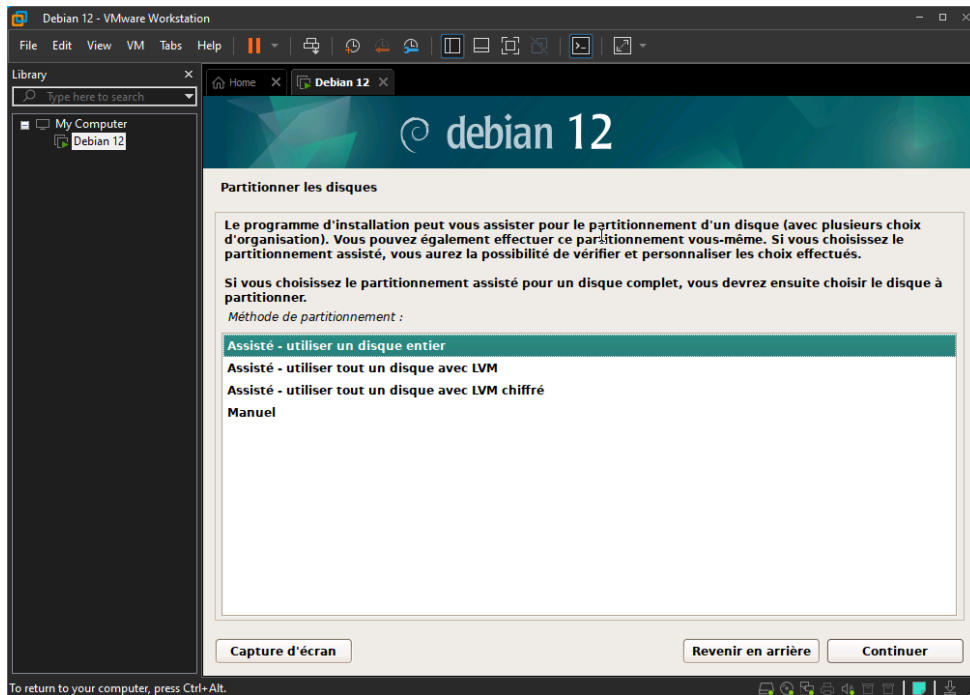 Debian 12 - VMware Workstation
File Edit View VM Tabs Help
Library
Type here to search
My Computer
Debian 12
Home
Debian 12
debian 12
Partitionner les disques
Le programme d'installation peut vous assister pour le partitionnement d'un disque (avec plusieurs choix
d'organisation). Vous pouvez également effectuer ce partitionnement vous-même. Si vous choisissez le
partitionnement assisté, vous aurez la possibilité de vérifier et personnaliser les choix effectués.
Si vous choisissez le partitionnement assisté pour un disque complet, vous devrez ensuite choisir le disque à
partitionner.
Méthode de partitionnement :
Assisté - utiliser un disque entier
Assisté - utiliser tout un disque avec LVM
Assisté - utiliser tout un disque avec LVM chiffré
Manuel
Capture d'écran
Revenir en arrière
Continuer
To return to your computer, press Ctrl+Alt.